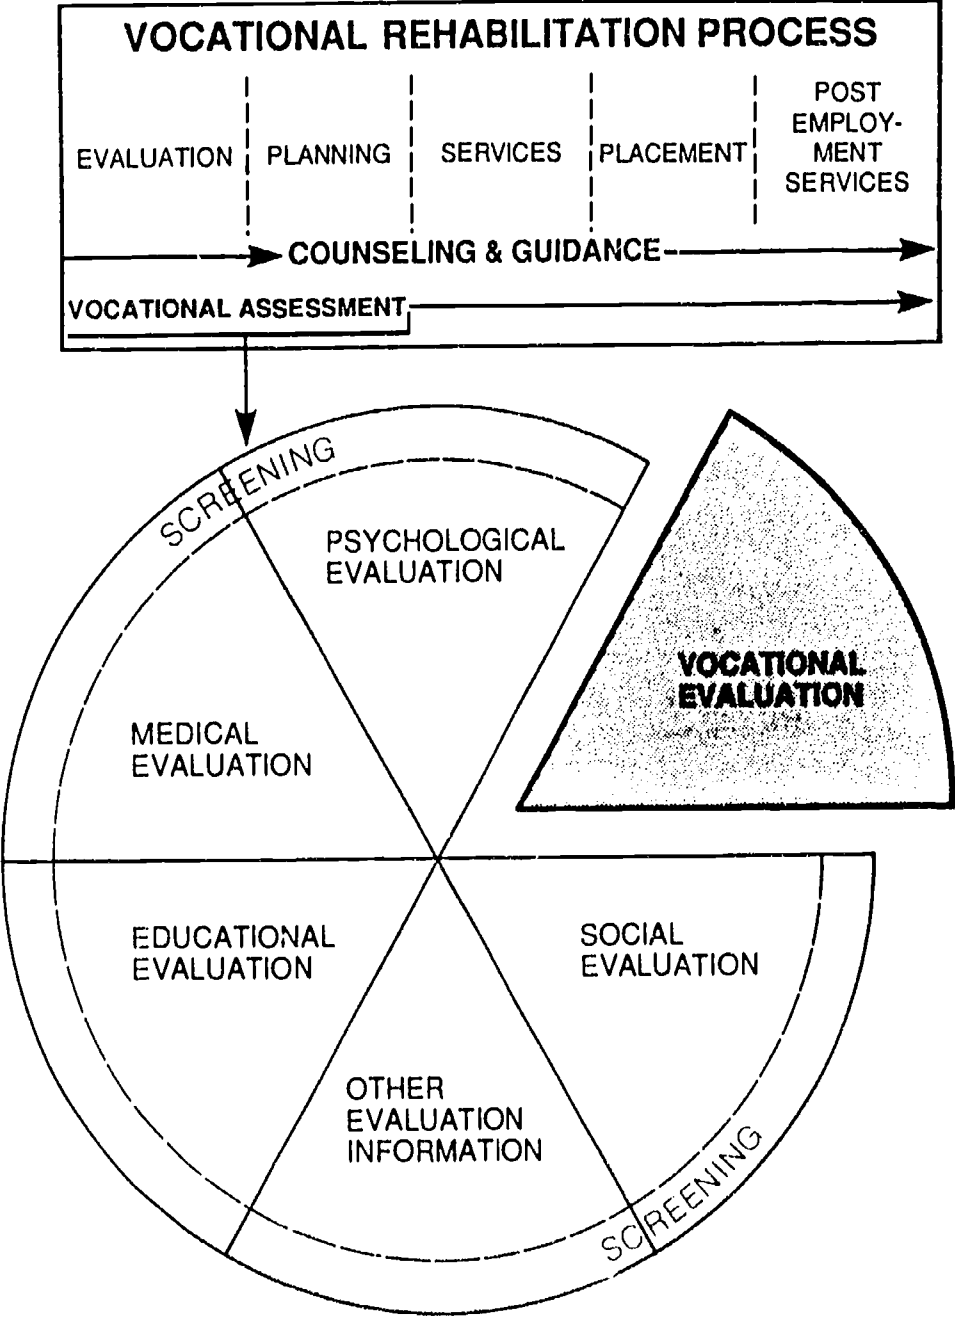 VOCATIONAL REHABILITATION PROCESS
EVALUATION
PLANNING
SERVICES
PLACEMENT
POST
EMPLOY-
MENT
SERVICES
COUNSELING & GUIDANCE
VOCATIONAL ASSESSMENT
SCREENING
PSYCHOLOGICAL
EVALUATION
VOCATIONAL
EVALUATION
MEDICAL
EVALUATION
EDUCATIONAL
EVALUATION
SOCIAL
EVALUATION
OTHER
EVALUATION
INFORMATION
SCREENING